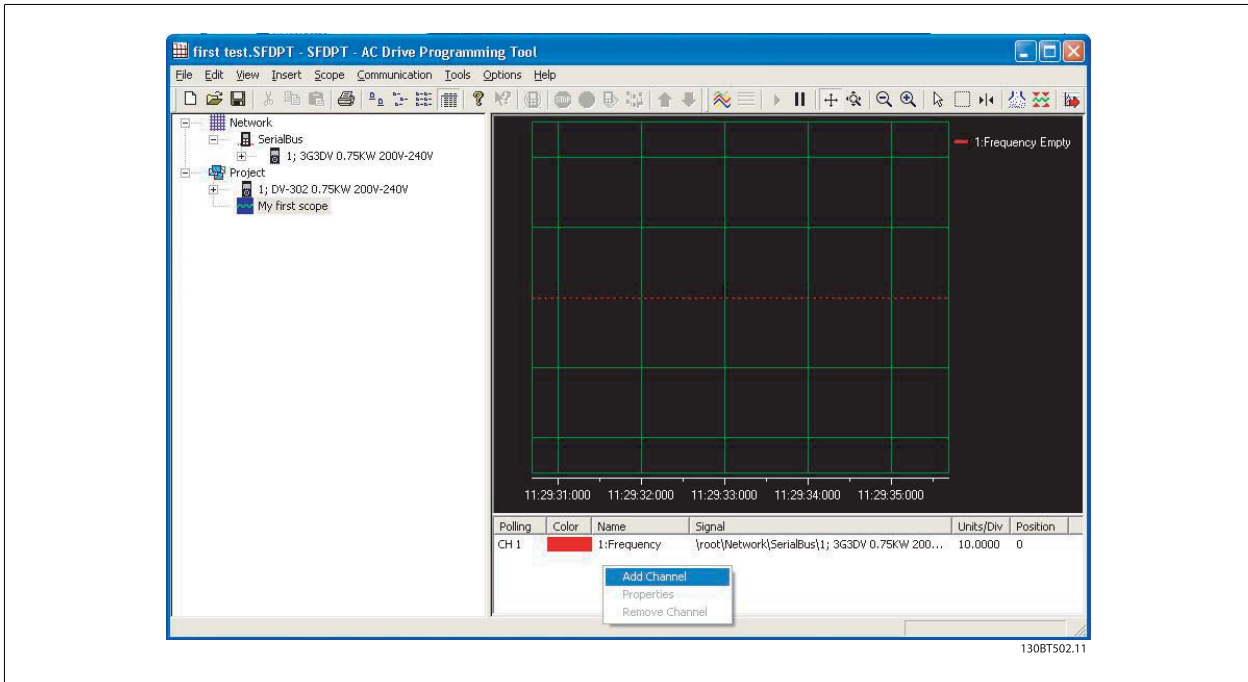 first test.SFDPT - SFDPT - AC Drive Programming Tool
File Edit View Insert Scope Communication Tools Options Help
Network
SerialBus
1; 3G3DV 0.75KW 200V-240V
Project
1; DV-302 0.75KW 200V-240V
My first scope
1:Frequency Empty
11:29:31:000 11:29:32:000 11:29:33:000 11:29:34:000 11:29:35:000
Polling Color Name Signal Units/Div Position
CH 1 1:Frequency \root\Network\SerialBus\1; 3G3DV 0.75KW 200... 10.0000 0
Add Channel
Properties
Remove Channel
130BT502.11